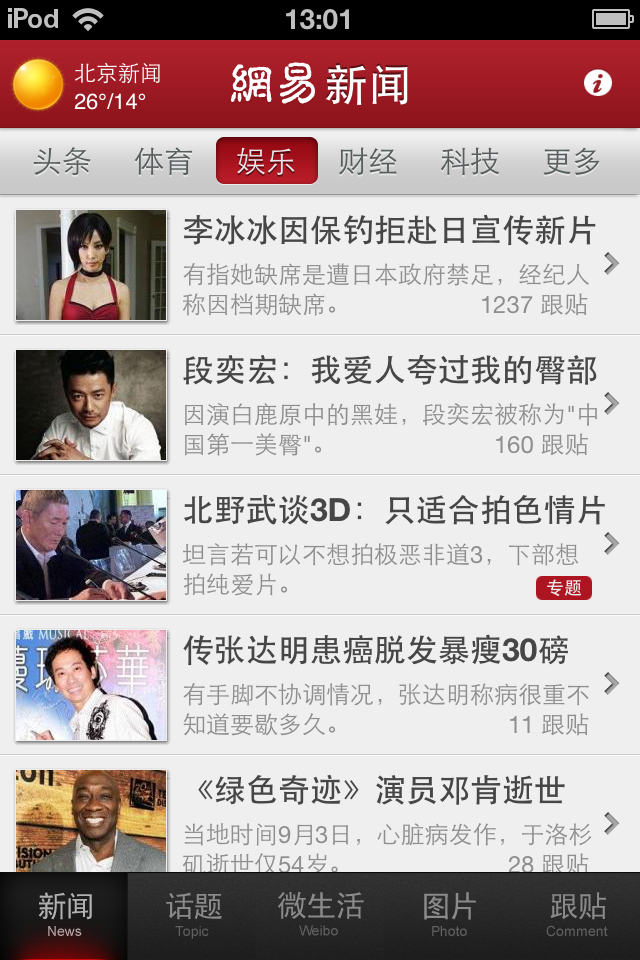 iPod 13:01
北京新闻
26°/14°
網易新闻
头条 体育 娱乐 财经 科技 更多
李冰冰因保钓拒赴日宣传新片
有指她缺席是遭日本政府禁足，经纪人
称因档期缺席。 1237 跟贴
段奕宏：我爱人夸过我的臀部
因演白鹿原中的黑娃，段奕宏被称为"中
国第一美臀"。 160 跟贴
北野武谈3D：只适合拍色情片
坦言若可以不想拍极恶非道3，下部想
拍纯爱片。 专题
MUSICAL
传张达明患癌脱发暴瘦30磅
有手脚不协调情况，张达明称病很重不
知道要歇多久。 11 跟贴
《绿色奇迹》演员邓肯逝世
当地时间9月3日，心脏病发作，于洛杉
矶逝世仅54岁。 28 跟贴
新闻 话题 微生活 图片 跟贴
News Topic Weibo Photo Comment